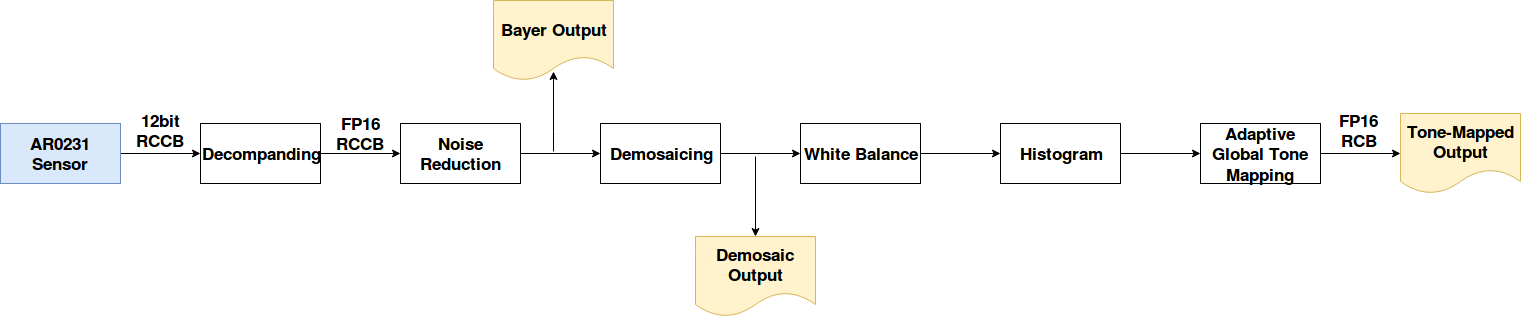 Bayer Output
AR0231
Sensor
12bit
RCCB
Decompanding
FP16
RCCB
Noise
Reduction
Demosaicing
White Balance
Histogram
Adaptive
Global Tone
Mapping
FP16
RCB
Tone-Mapped
Output
Demosaic
Output